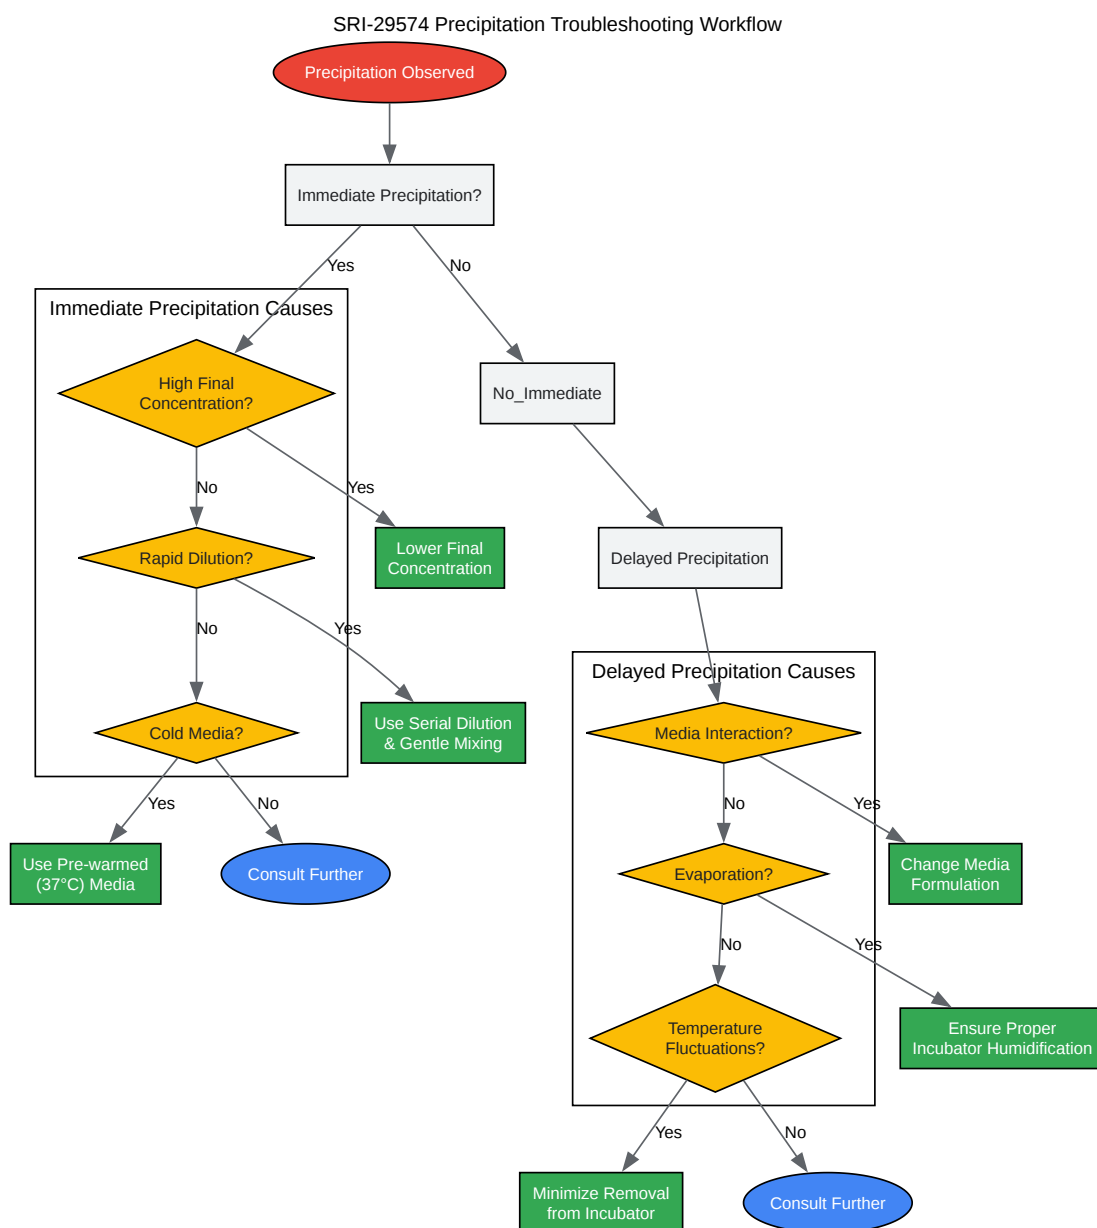 SRI-29574 Precipitation Troubleshooting Workflow
Precipitation Observed
Immediate Precipitation?
Yes
No
Immediate Precipitation Causes
High Final
Concentration?
No_Immediate
No
Yes
Lower Final
Concentration
Rapid Dilution?
Delayed Precipitation
No
Yes
Delayed Precipitation Causes
Cold Media?
Use Serial Dilution
& Gentle Mixing
Media Interaction?
Yes
No
No
Yes
Use Pre-warmed
(37°C) Media
Consult Further
Evaporation?
Change Media
Formulation
No
Yes
Temperature
Fluctuations?
Ensure Proper
Incubator Humidification
Yes
No
Minimize Removal
from Incubator
Consult Further